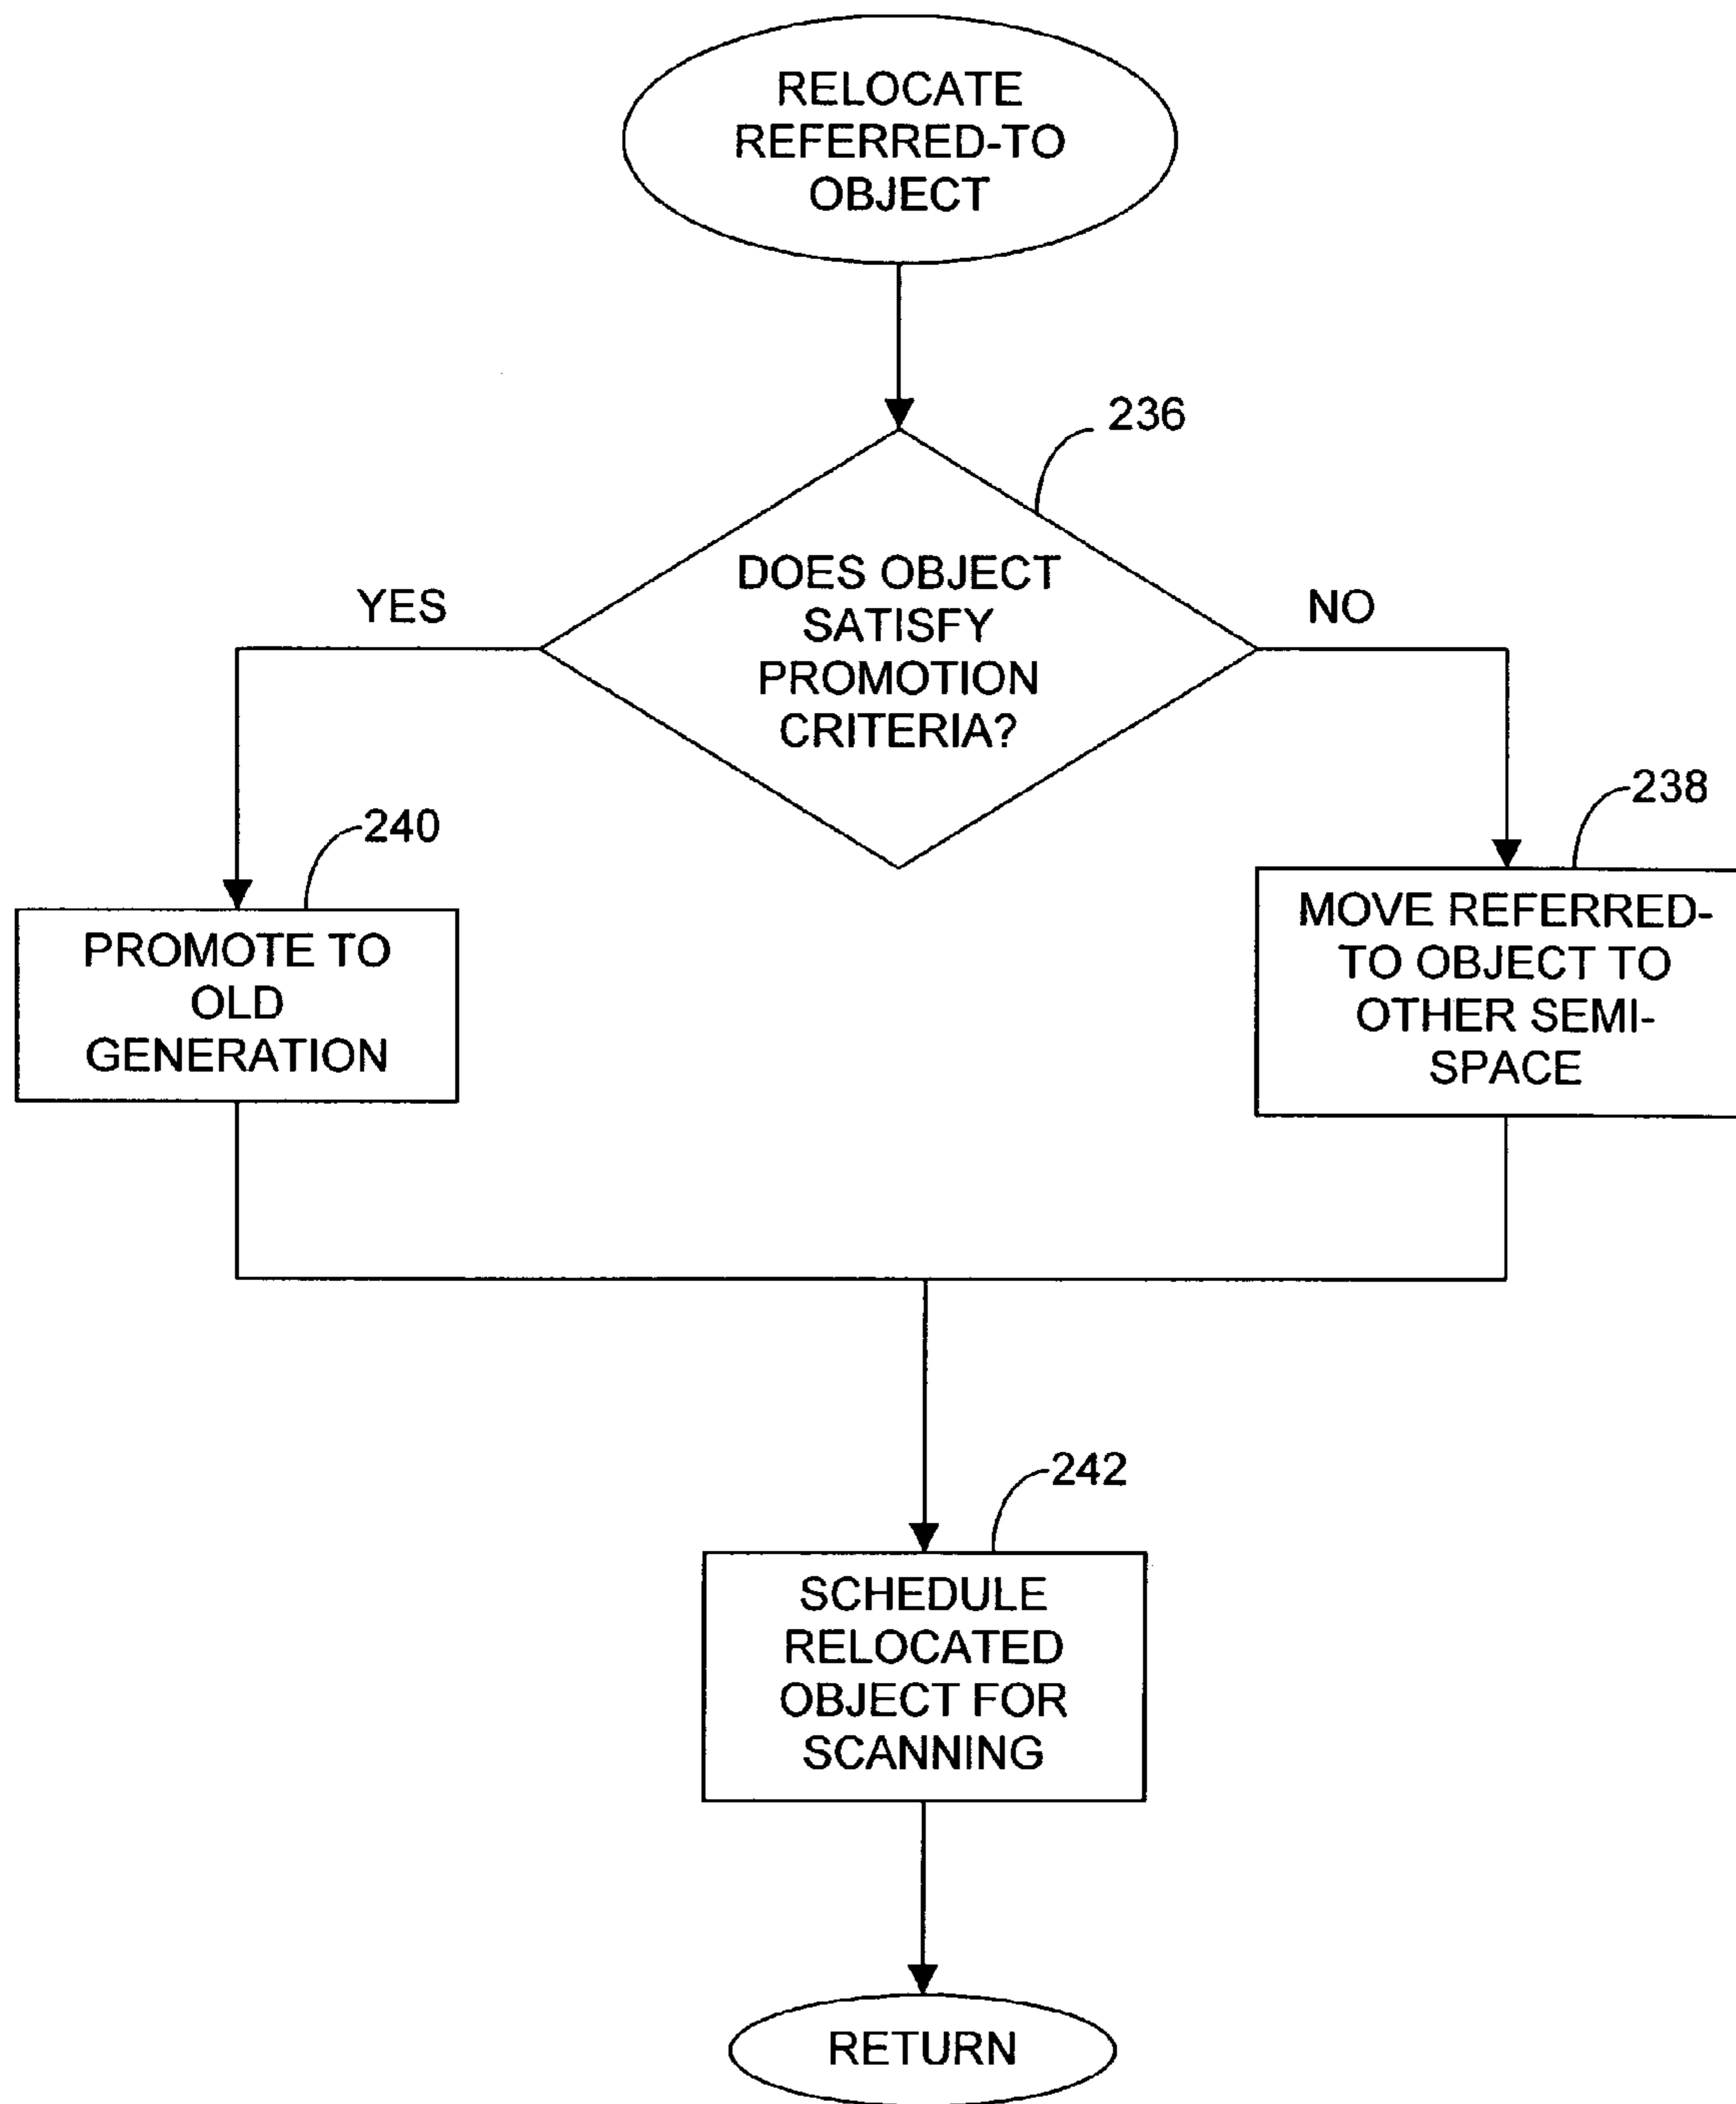 RELOCATE
REFERRED-TO
OBJECT
236
DOES OBJECT
SATISFY
PROMOTION
CRITERIA?
YES
NO
240
238
PROMOTE TO
OLD
GENERATION
MOVE REFERRED-
TO OBJECT TO
OTHER SEMI-
SPACE
242
SCHEDULE
RELOCATED
OBJECT FOR
SCANNING
RETURN